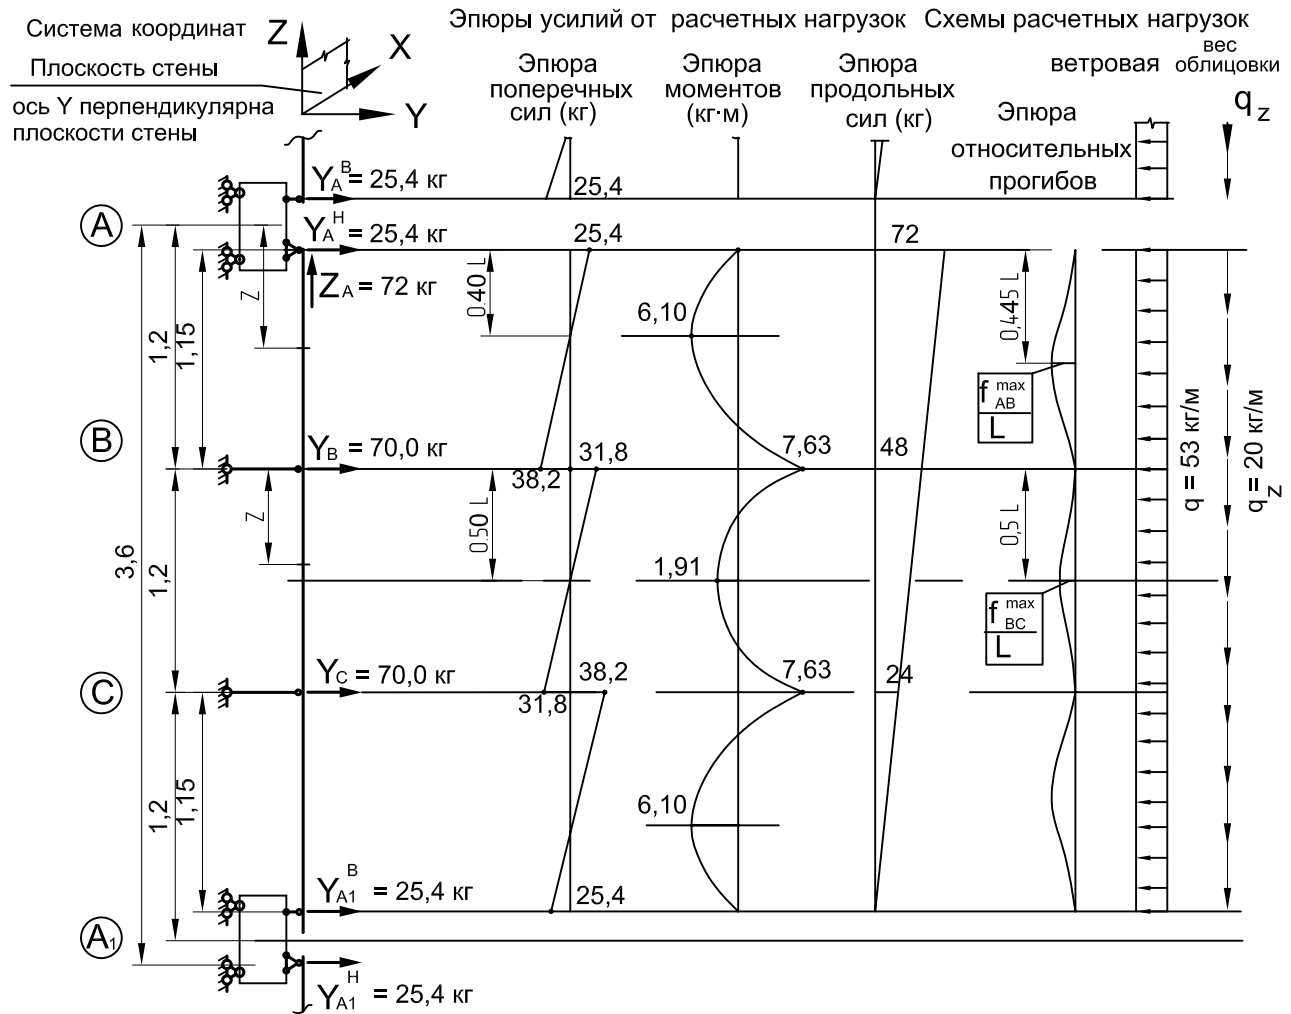 Система координат
Плоскость стены
ось Y перпендикулярна
плоскости стены
Z
X
Y
Эпюры усилий от расчетных нагрузок
Схемы расчетных нагрузок
Эпюра
поперечных
сил (кг)
Эпюра
моментов
(кг·м)
Эпюра
продольных
сил (кг)
ветровая
вес
облицовки
q z
Эпюра
относительных
прогибов
Y A B = 25,4 кг
25,4
A
Y A H = 25,4 кг
25,4
72
Z A = 72 кг
Z
1,2
1,15
0.40 L
6,10
0,445 L
f max AB
L
B
Y B = 70,0 кг
38,2
31,8
7,63
48
q = 53 кг/м
q z = 20 кг/м
Z
3,6
1,2
0.50 L
1,91
0,5 L
f max BC
L
C
Y C = 70,0 кг
31,8
38,2
7,63
24
1,2
1,15
6,10
Y A1 B = 25,4 кг
25,4
A1
Y A1 H = 25,4 кг